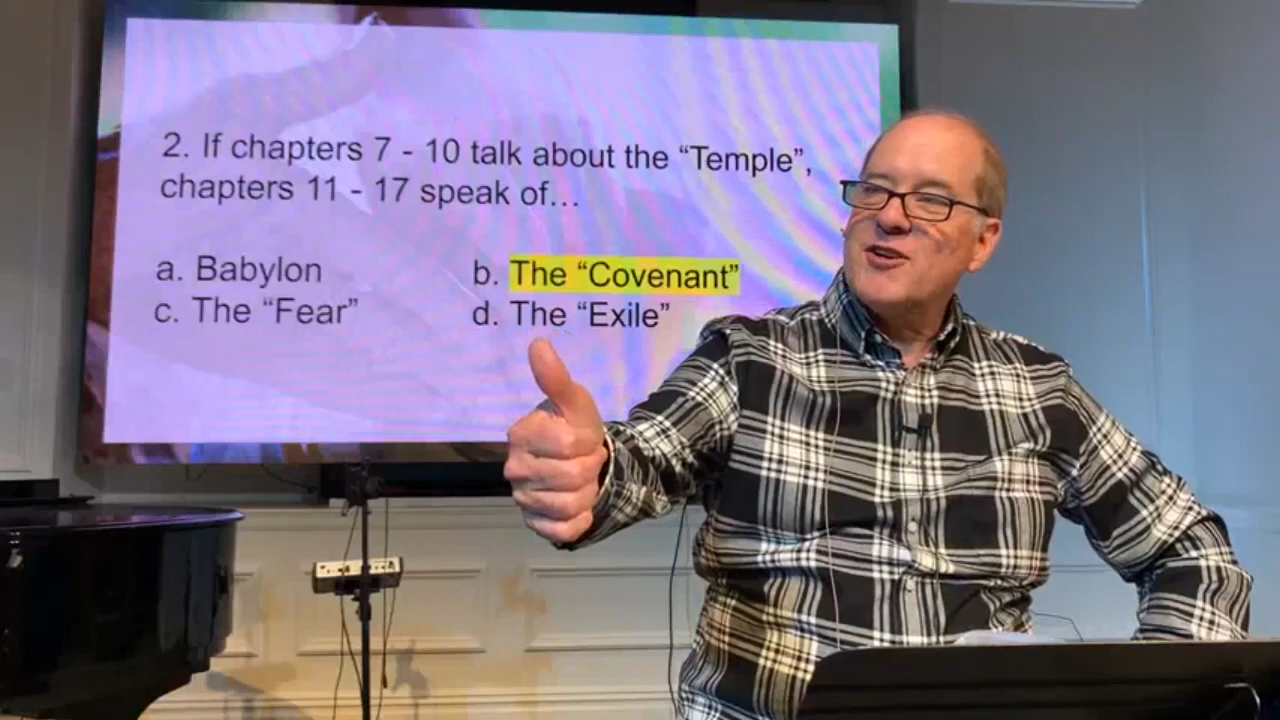 2. If chapters 7 - 10 talk about the “Temple”,
chapters 11 - 17 speak of...
a. Babylon b. The “Covenant”
c. The “Fear” d. The “Exile”